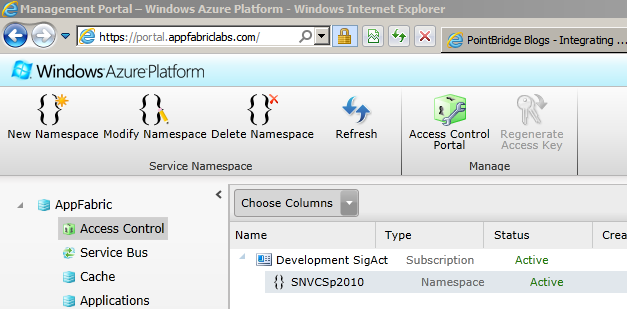 Management Portal – Windows Azure Platform - Windows Internet Explorer
https://portal.appfabriclabs.com/
PointBridge Blogs - Integrating ...
Windows Azure Platform
New Namespace Modify Namespace Delete Namespace Refresh Access Control Portal Regenerate Access Key
Service Namespace Manage
AppFabric
Access Control
Service Bus
Cache
Applications
Choose Columns
Name Type Status Crea
Development SigAct Subscription Active
SNVCSp2010 Namespace Active